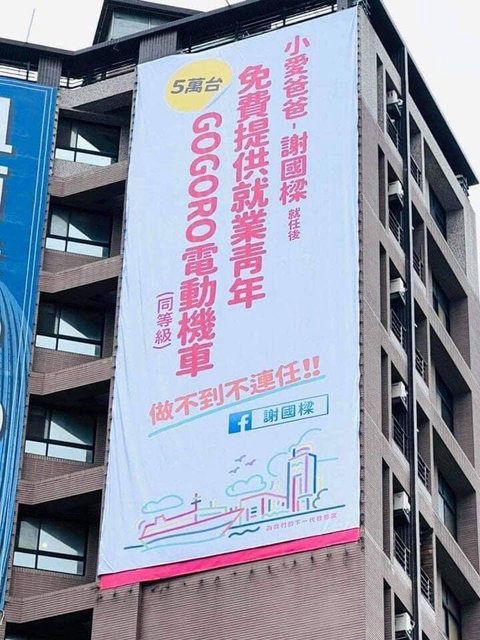 小愛爸爸-謝國樑 就任後
免費提供就業青年
5萬台
GOGORO電動機車
(同等級)
做不到不連任!!
f 謝國樑